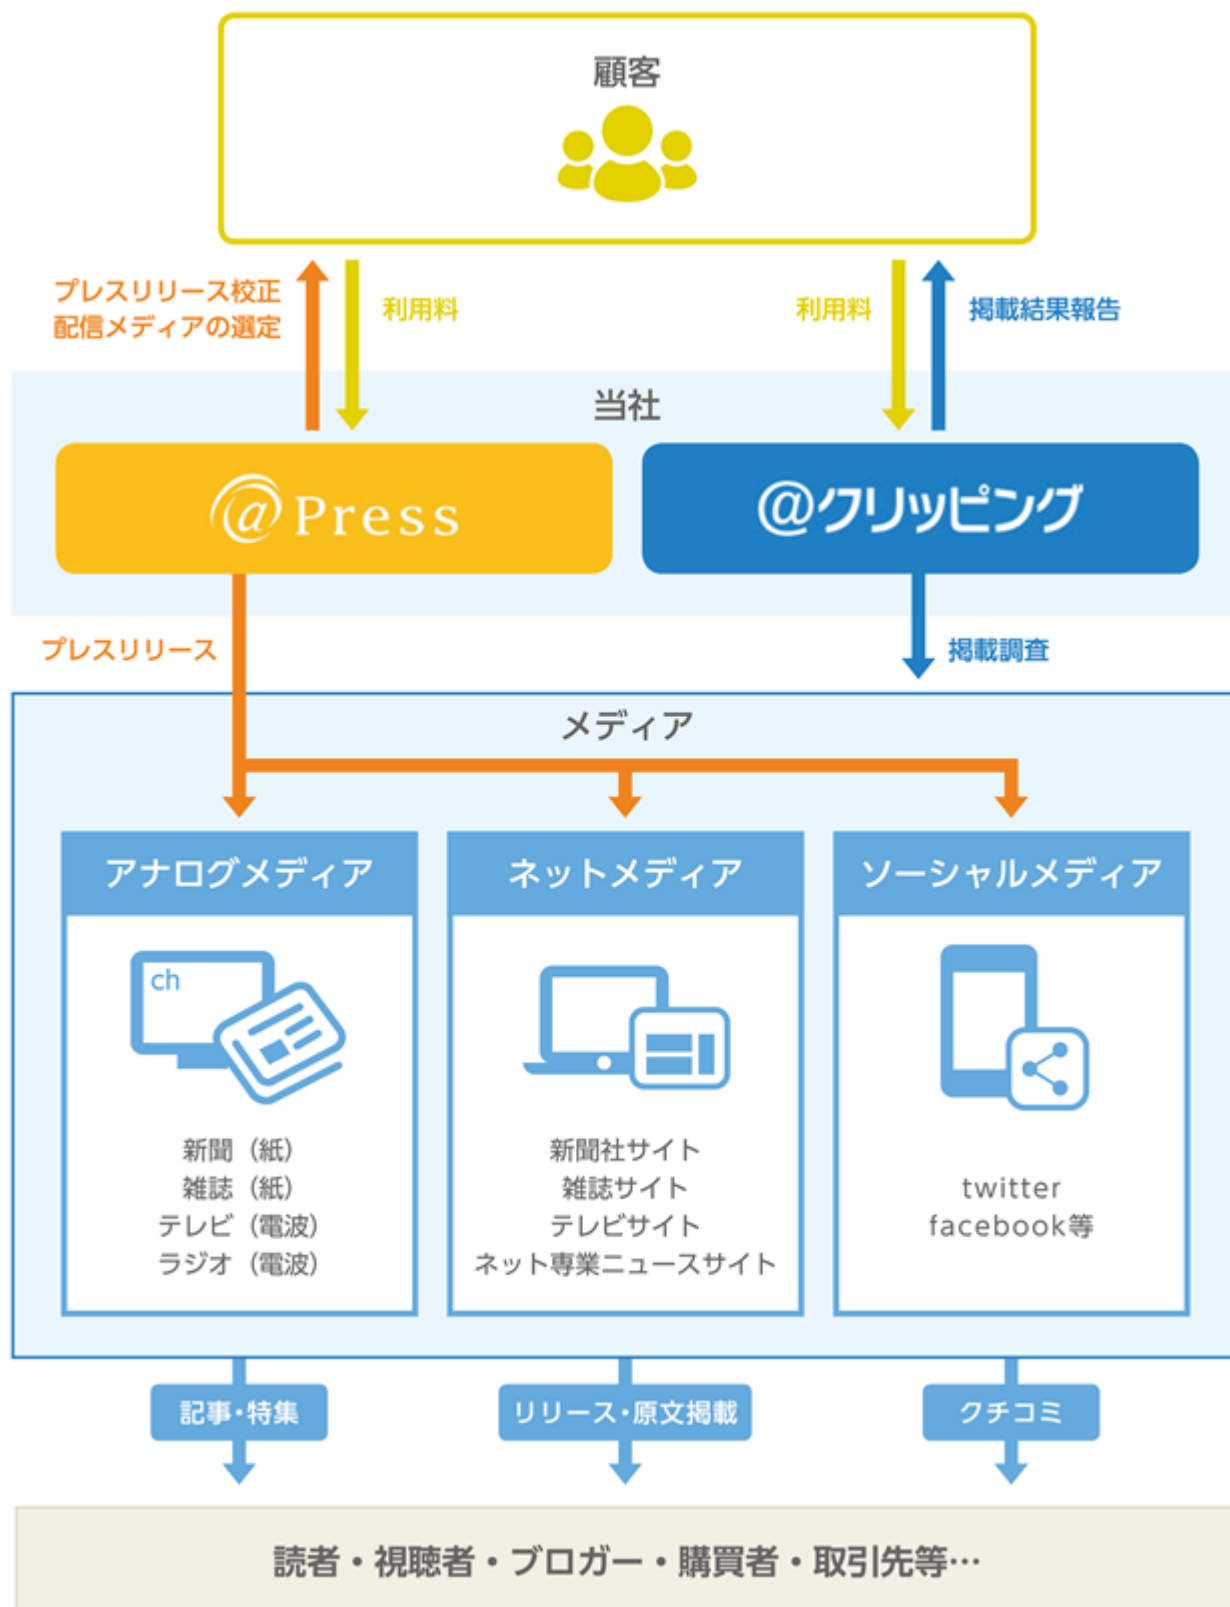 顧客
プレスリリース校正
配信メディアの選定
利用料
利用料
掲載結果報告
当社
@Press
@クリッピング
プレスリリース
掲載調査
メディア
アナログメディア
ch
新聞（紙）
雑誌（紙）
テレビ（電波）
ラジオ（電波）
ネットメディア
新聞社サイト
雑誌サイト
テレビサイト
ネット専業ニュースサイト
ソーシャルメディア
twitter
facebook等
記事・特集
リリース・原文掲載
クチコミ
読者・視聴者・ブロガー・購買者・取引先等…